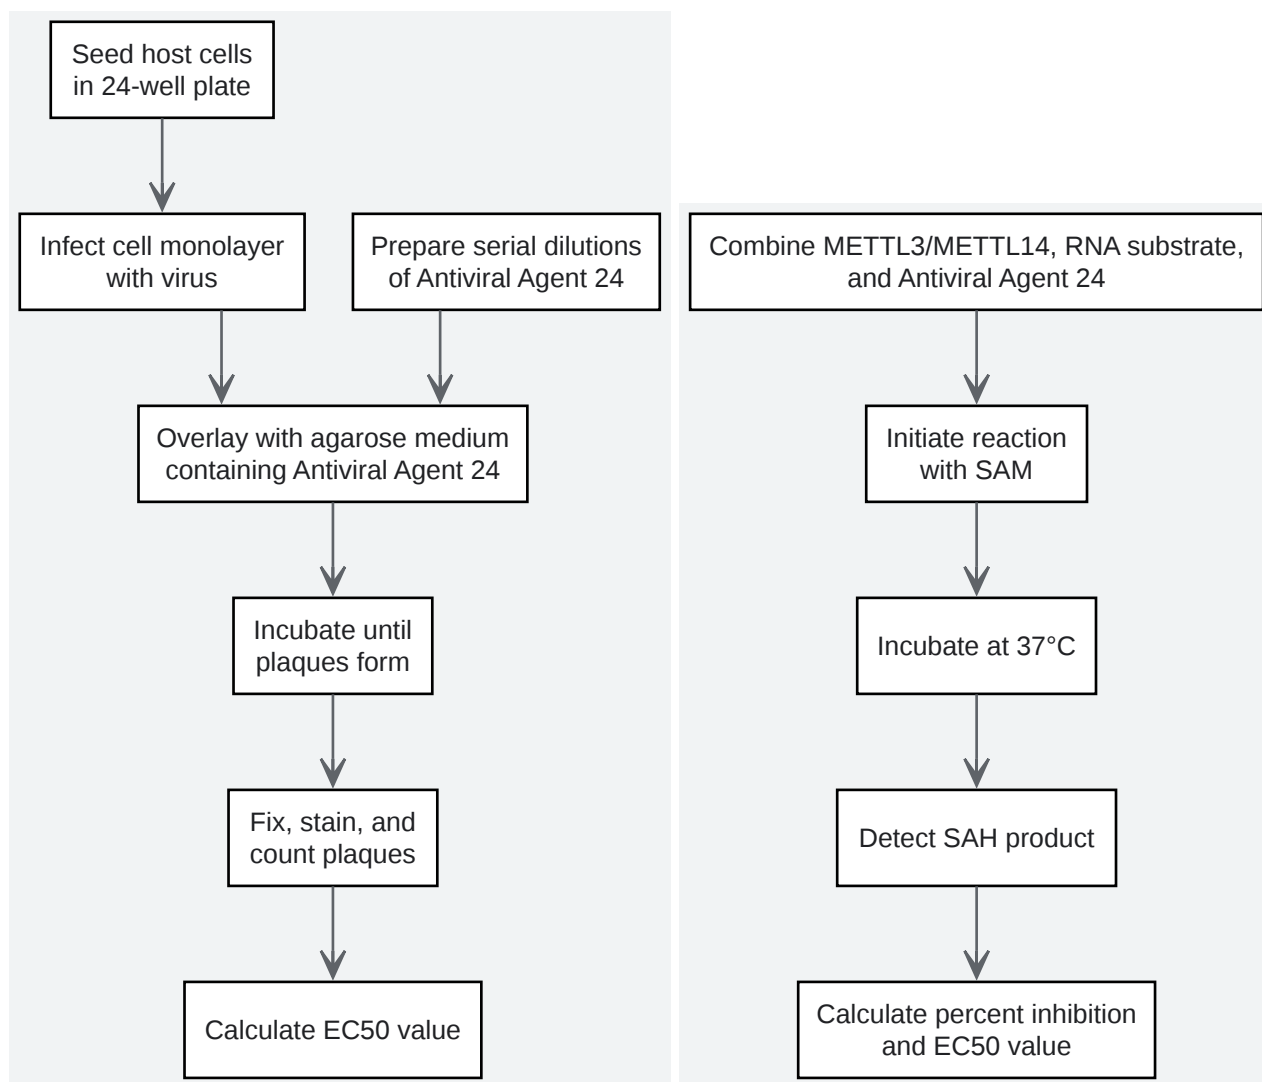 Seed host cells
in 24-well plate
Infect cell monolayer
with virus
Prepare serial dilutions
of Antiviral Agent 24
Overlay with agarose medium
containing Antiviral Agent 24
Incubate until
plaques form
Fix, stain, and
count plaques
Calculate EC50 value
Combine METTL3/METTL14, RNA substrate,
and Antiviral Agent 24
Initiate reaction
with SAM
Incubate at 37°C
Detect SAH product
Calculate percent inhibition
and EC50 value